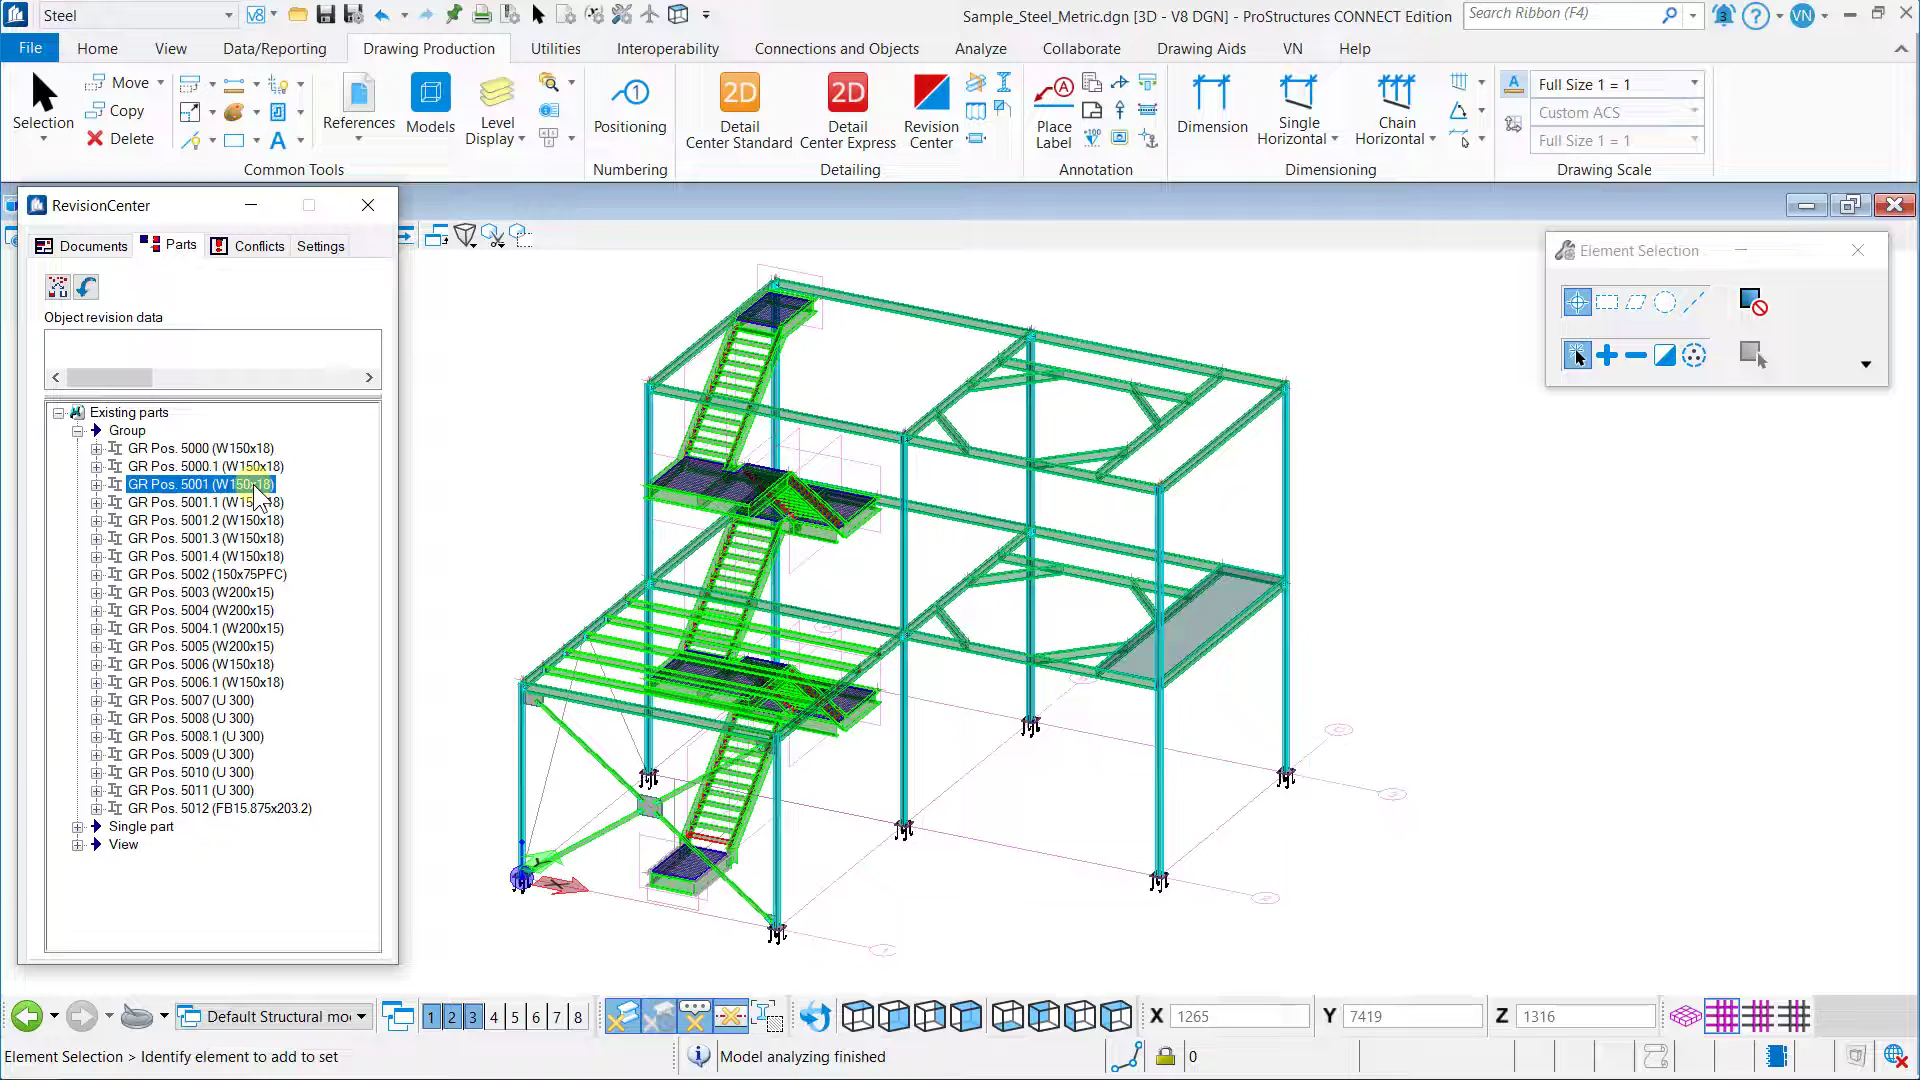 Steel
V8
Sample_Steel_Metric.dgn [3D - V8 DGN] - ProStructures CONNECT Edition
Search Ribbon (F4)
3
VN
File
Home
View
Data/Reporting
Drawing Production
Utilities
Interoperability
Connections and Objects
Analyze
Collaborate
Drawing Aids
VN
Help
Selection
Move
Copy
Delete
References
Models
Level
Display
Positioning
Detail
Center Standard
Detail
Center Express
Revision
Center
Place
Label
Dimension
Single
Horizontal
Chain
Horizontal
Full Size 1 = 1
Custom ACS
Full Size 1 = 1
Common Tools
Numbering
Detailing
Annotation
Dimensioning
Drawing Scale
RevisionCenter
Documents
Parts
Conflicts
Settings
Object revision data
Existing parts
Group
GR Pos. 5000 (W150x18)
GR Pos. 5000.1 (W150x18)
GR Pos. 5001 (W150x18)
GR Pos. 5001.1 (W150x18)
GR Pos. 5001.2 (W150x18)
GR Pos. 5001.3 (W150x18)
GR Pos. 5001.4 (W150x18)
GR Pos. 5002 (150x75PFC)
GR Pos. 5003 (W200x15)
GR Pos. 5004 (W200x15)
GR Pos. 5004.1 (W200x15)
GR Pos. 5005 (W200x15)
GR Pos. 5006 (W150x18)
GR Pos. 5006.1 (W150x18)
GR Pos. 5007 (U 300)
GR Pos. 5008 (U 300)
GR Pos. 5008.1 (U 300)
GR Pos. 5009 (U 300)
GR Pos. 5010 (U 300)
GR Pos. 5011 (U 300)
GR Pos. 5012 (FB15.875x203.2)
Single part
View
Element Selection
Default Structural mo
1 2 3 4 5 6 7 8
X 1265
Y 7419
Z 1316
Element Selection > Identify element to add to set
Model analyzing finished
0